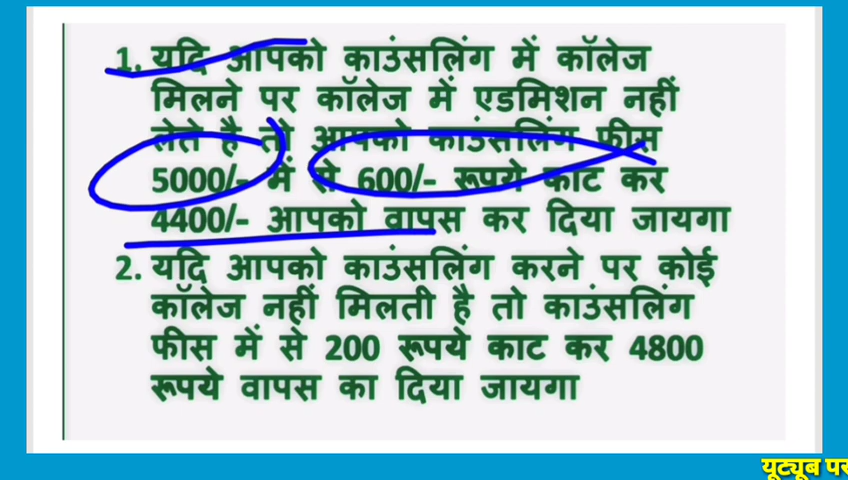 1. यदि आपको काउंसलिंग में कॉलेज
मिलने पर कॉलेज में एडमिशन नहीं
लेते है तो आपको काउंसलिंग फीस
5000/- में से 600/- रूपये काट कर
4400/- आपको वापस कर दिया जायगा
2. यदि आपको काउंसलिंग करने पर कोई
कॉलेज नहीं मिलती है तो काउंसलिंग
फीस में से 200 रूपये काट कर 4800
रूपये वापस का दिया जायगा
यूट्यूब पर